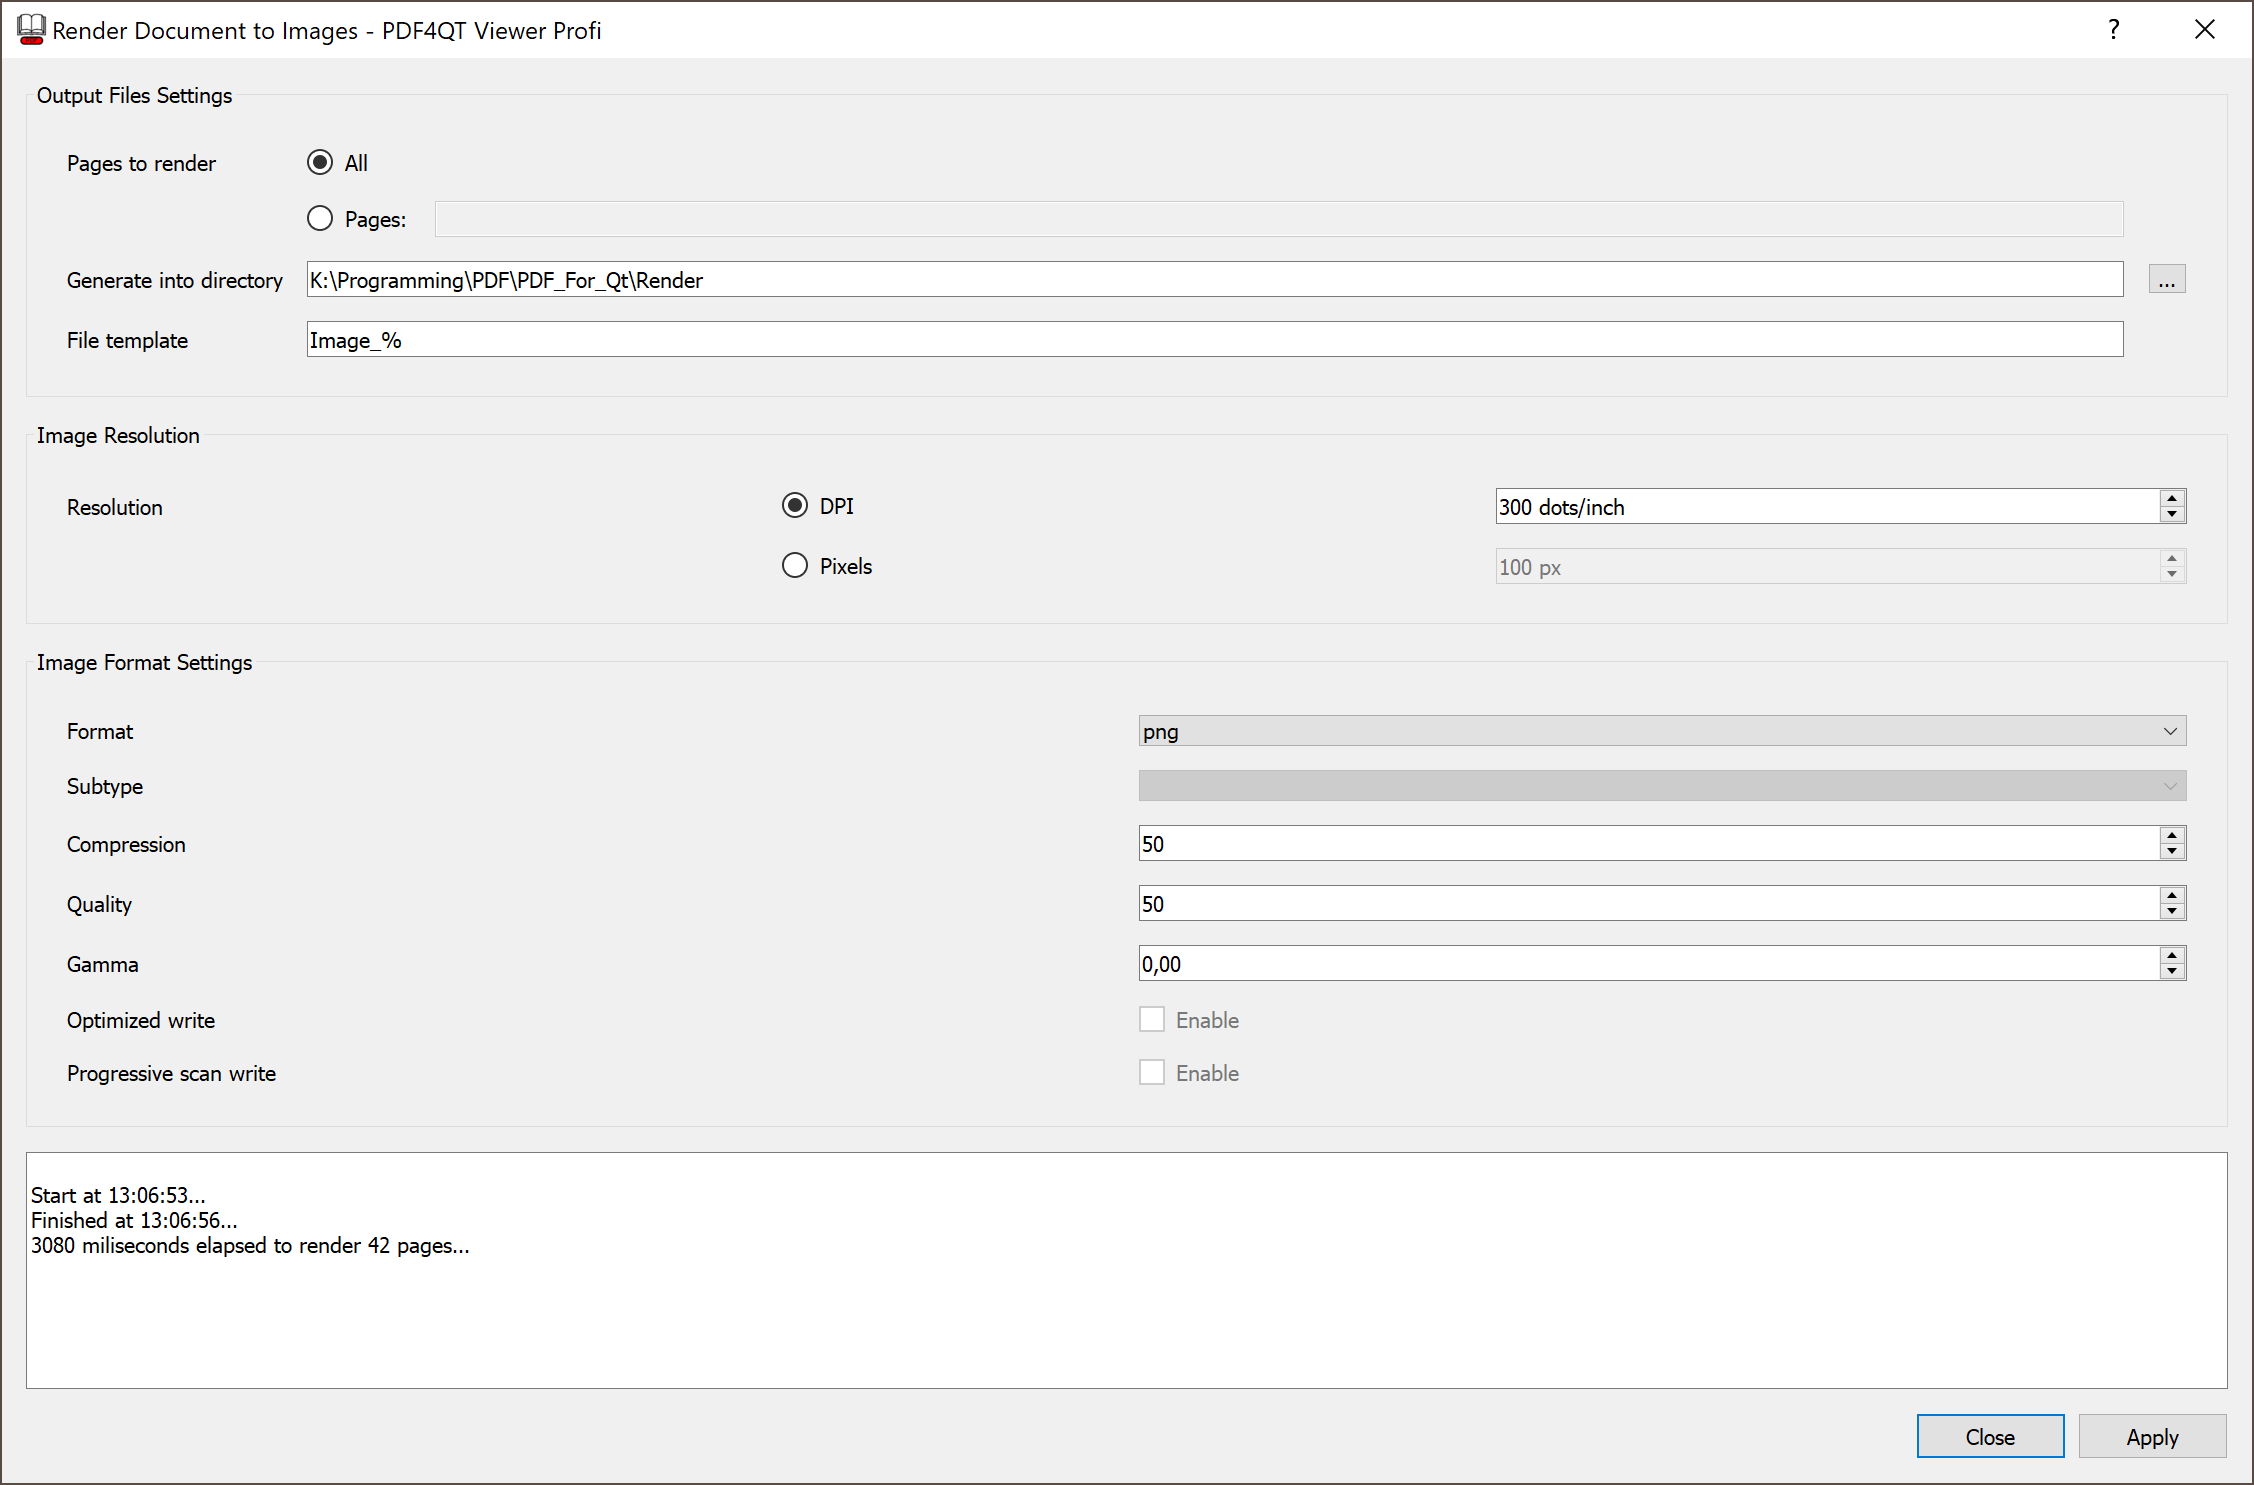 Render Document to Images - PDF4QT Viewer Profi ?
Output Files Settings
Pages to render All
Pages:
Generate into directory K:\Programming\PDF\PDF_For_Qt\Render ...
File template Image_%
Image Resolution
Resolution DPI 300 dots/inch
Pixels 100 px
Image Format Settings
Format png
Subtype
Compression 50
Quality 50
Gamma 0,00
Optimized write Enable
Progressive scan write Enable
Start at 13:06:53...
Finished at 13:06:56...
3080 miliseconds elapsed to render 42 pages...
Close Apply